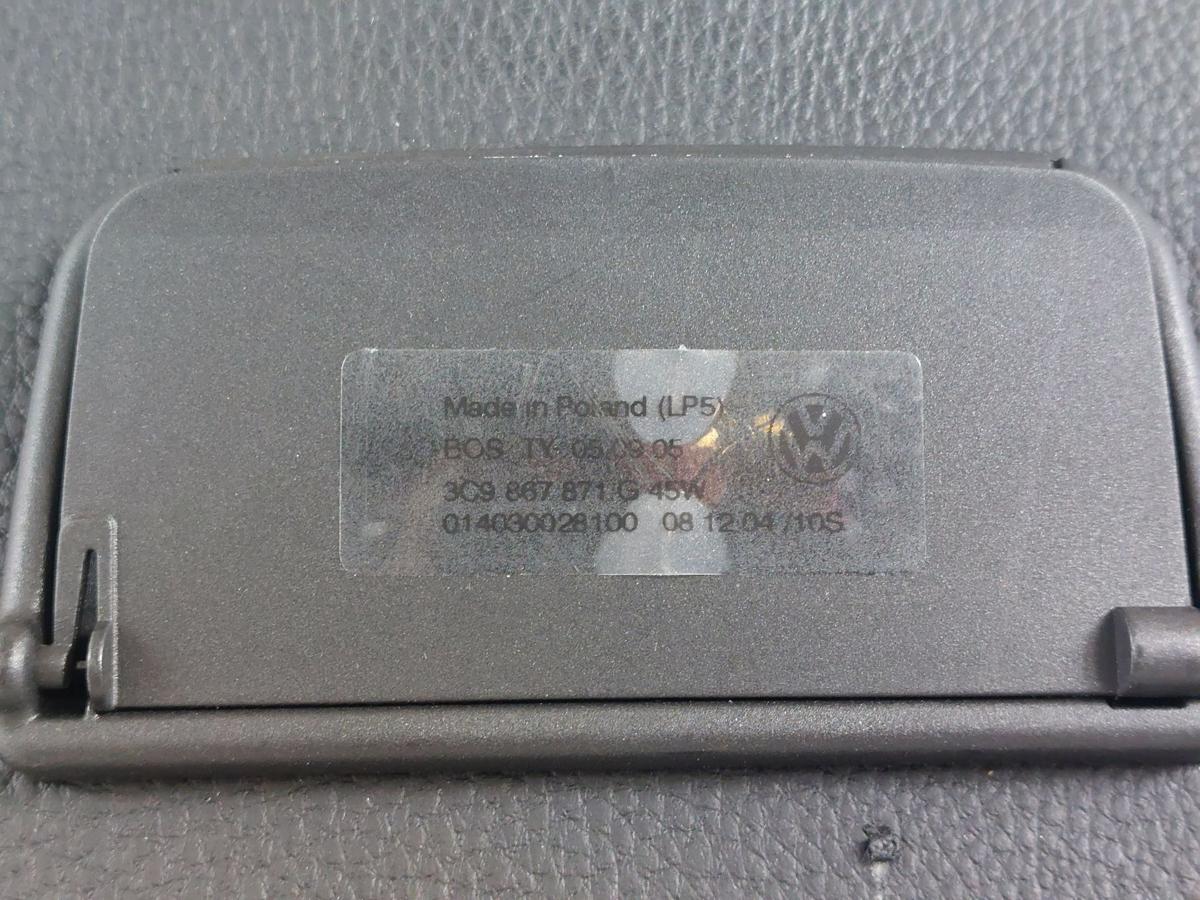 Made in Poland (LP5)
BOS TY 05/09 05
3C9 867 871 G 45W
014030028100 08 12 04 /10S